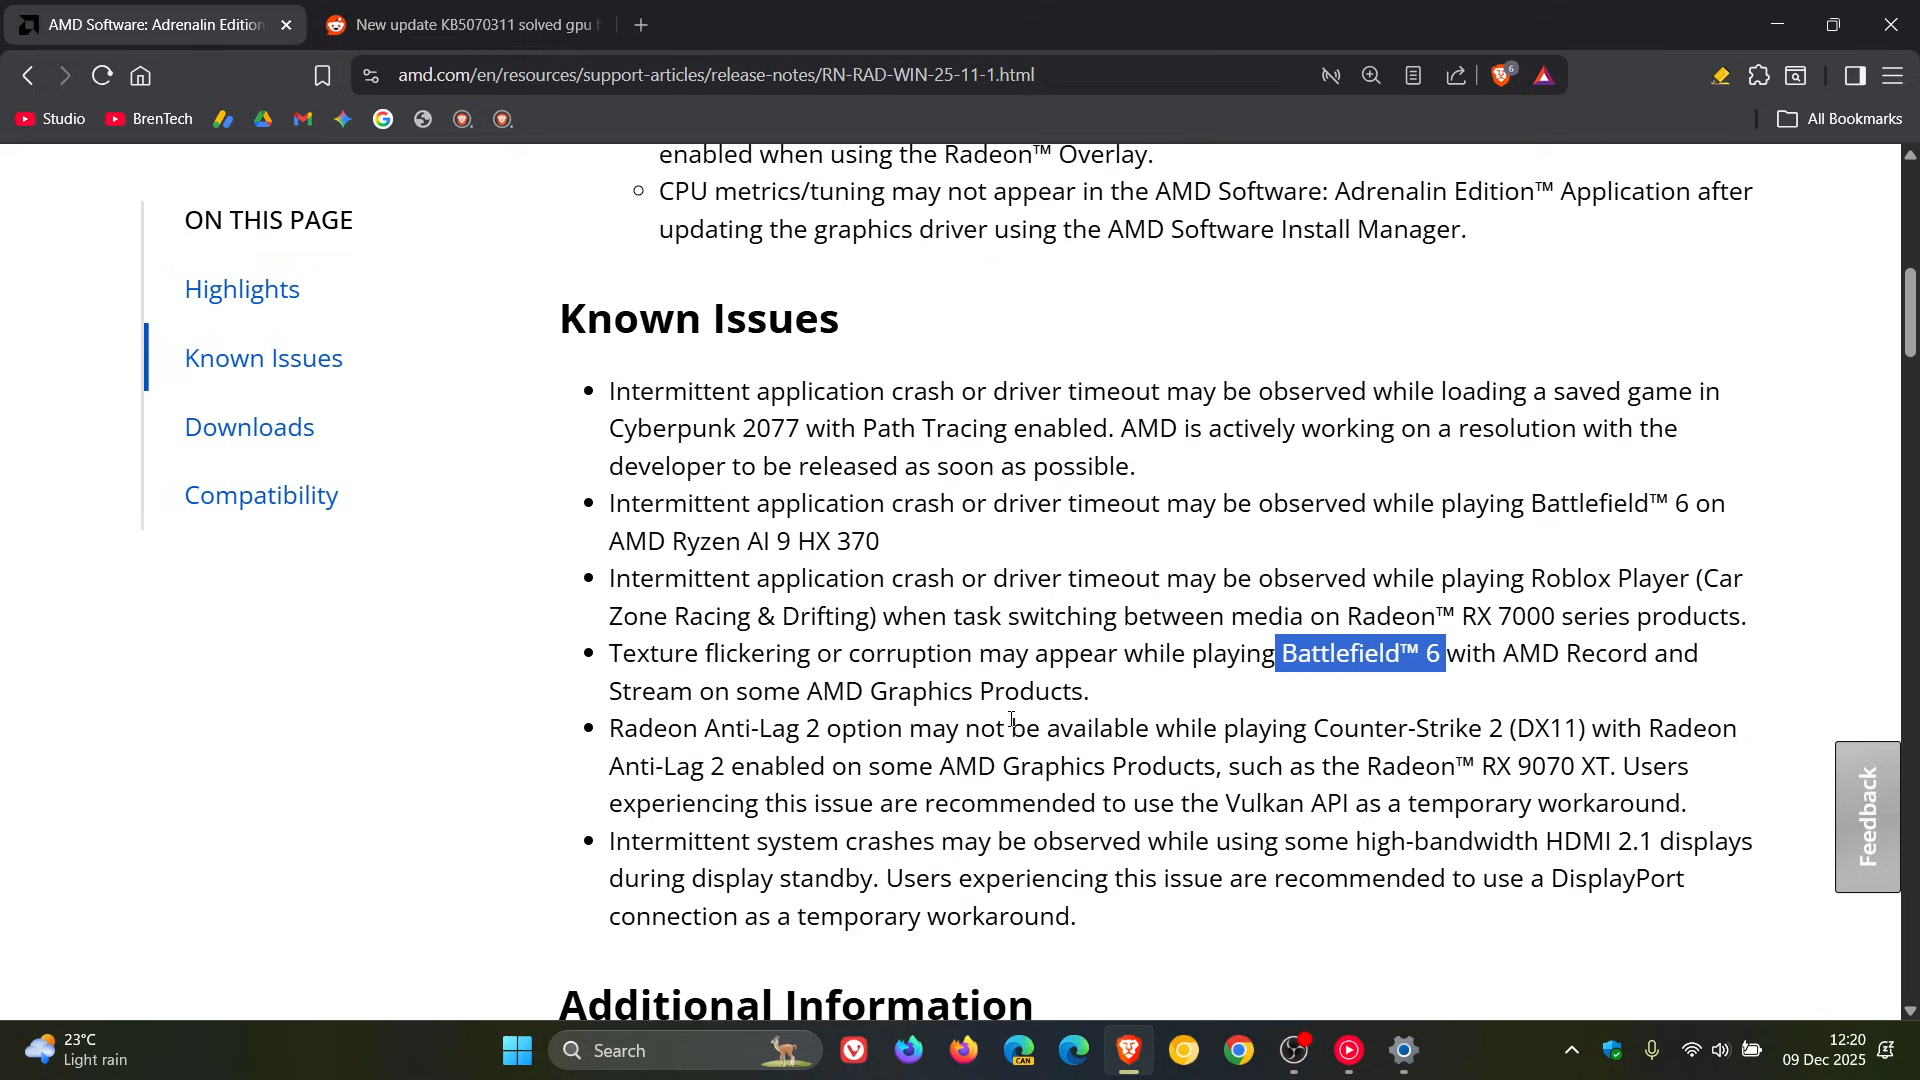 AMD Software: Adrenalin Edition
New update KB5070311 solved gpu h
amd.com/en/resources/support-articles/release-notes/RN-RAD-WIN-25-11-1.html
6
Studio
BrenTech
All Bookmarks
enabled when using the Radeon™ Overlay.
CPU metrics/tuning may not appear in the AMD Software: Adrenalin Edition™ Application after
updating the graphics driver using the AMD Software Install Manager.
ON THIS PAGE
Highlights
Known Issues
Downloads
Compatibility
Known Issues
Intermittent application crash or driver timeout may be observed while loading a saved game in
Cyberpunk 2077 with Path Tracing enabled. AMD is actively working on a resolution with the
developer to be released as soon as possible.
Intermittent application crash or driver timeout may be observed while playing Battlefield™ 6 on
AMD Ryzen AI 9 HX 370
Intermittent application crash or driver timeout may be observed while playing Roblox Player (Car
Zone Racing & Drifting) when task switching between media on Radeon™ RX 7000 series products.
Texture flickering or corruption may appear while playing Battlefield™ 6 with AMD Record and
Stream on some AMD Graphics Products.
Radeon Anti-Lag 2 option may not be available while playing Counter-Strike 2 (DX11) with Radeon
Anti-Lag 2 enabled on some AMD Graphics Products, such as the Radeon™ RX 9070 XT. Users
experiencing this issue are recommended to use the Vulkan API as a temporary workaround.
Intermittent system crashes may be observed while using some high-bandwidth HDMI 2.1 displays
during display standby. Users experiencing this issue are recommended to use a DisplayPort
connection as a temporary workaround.
Additional Information
Feedback
23°C
Light rain
Search
CAN
12:20
09 Dec 2025